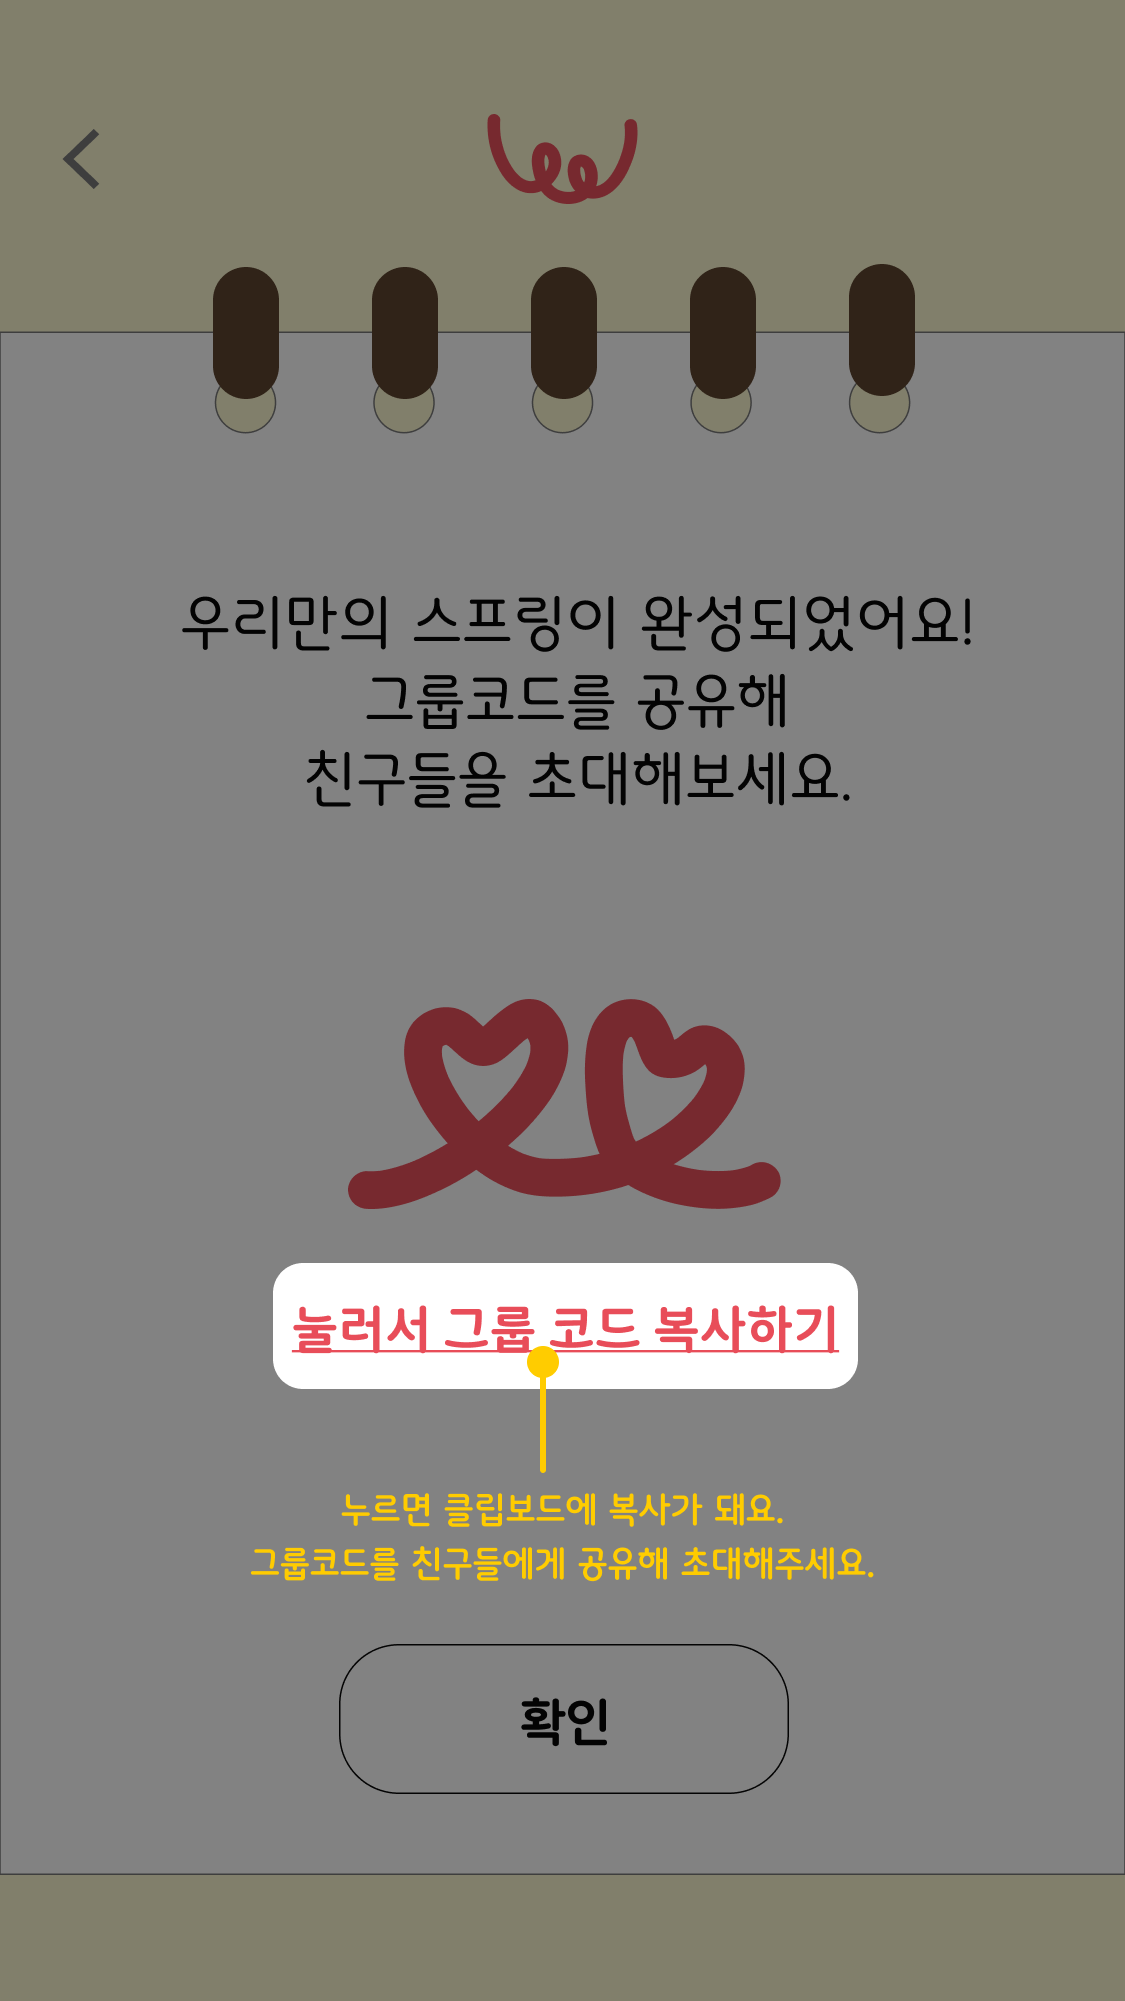 우리만의 스프링이 완성되었어요!
그룹코드를 공유해
친구들을 초대해보세요.
눌러서 그룹 코드 복사하기
누르면 클립보드에 복사가 돼요.
그룹코드를 친구들에게 공유해 초대해주세요.
확인